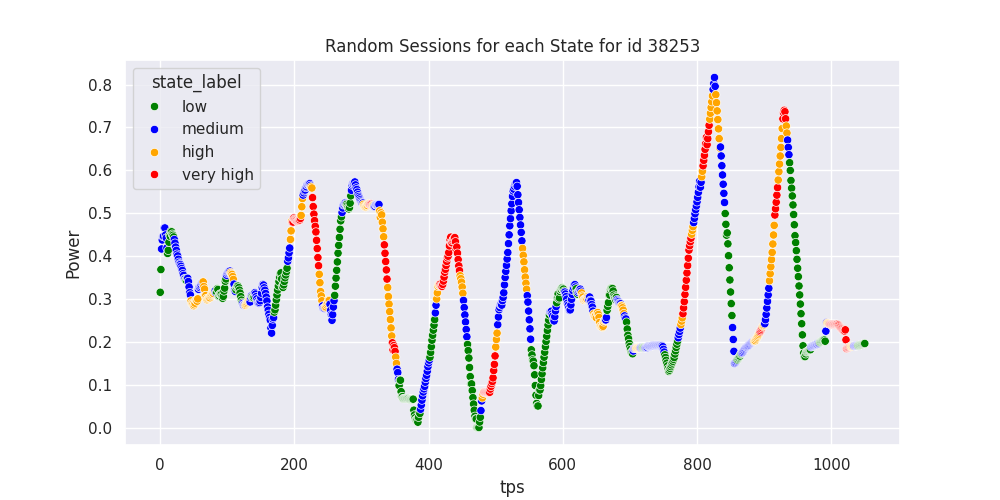 Random Sessions for each State for id 38253
state_label
low
medium
high
very high
Power
0.8
0.7
0.6
0.5
0.4
0.3
0.2
0.1
0.0
0 200 400 600 800 1000
tps